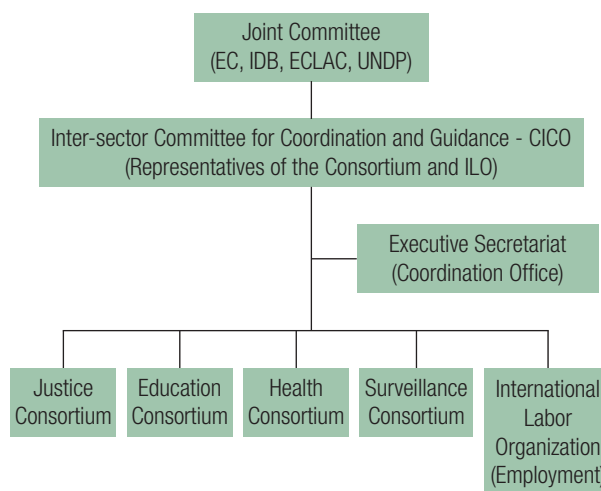 Joint Committee
(EC, IDB, ECLAC, UNDP)
Inter-sector Committee for Coordination and Guidance - CICO
(Representatives of the Consortium and ILO)
Executive Secretariat
(Coordination Office)
Justice
Consortium
Education
Consortium
Health
Consortium
Surveillance
Consortium
International
Labor
Organization
(Employment)